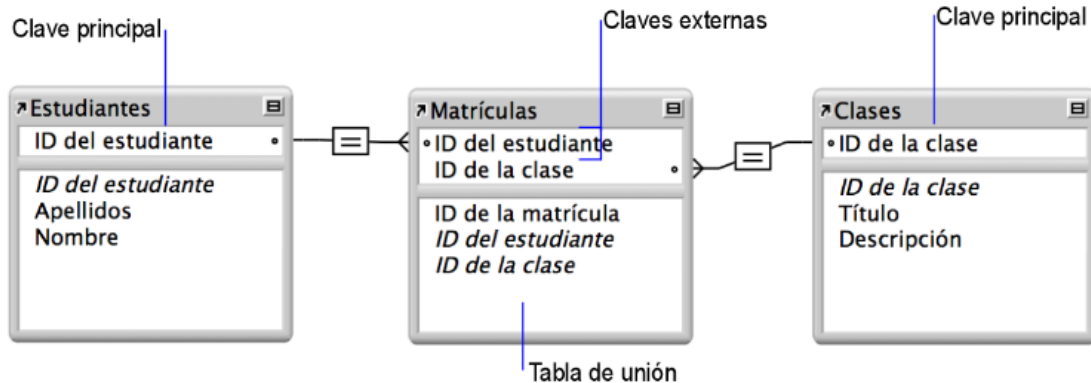 Clave principal
Claves externas
Clave principal
Estudiantes
ID del estudiante
ID del estudiante
Apellidos
Nombre
Matrículas
ID del estudiante
ID de la clase
ID de la matrícula
ID del estudiante
ID de la clase
Clases
ID de la clase
ID de la clase
Título
Descripción
Tabla de unión